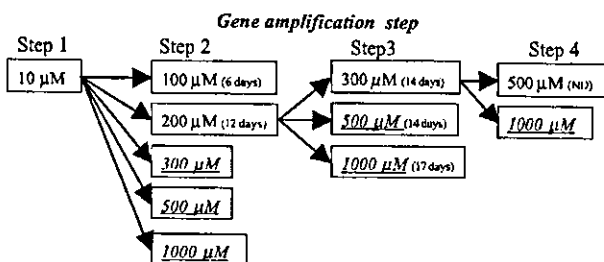 Gene amplification step
Step 1 Step 2 Step3 Step 4
10 µM 100 µM (6 days) 300 µM (14 days) 500 µM (ND)
200 µM (12 days) 500 µM (14 days) 1000 µM
300 µM 1000 µM (17 days)
500 µM
1000 µM